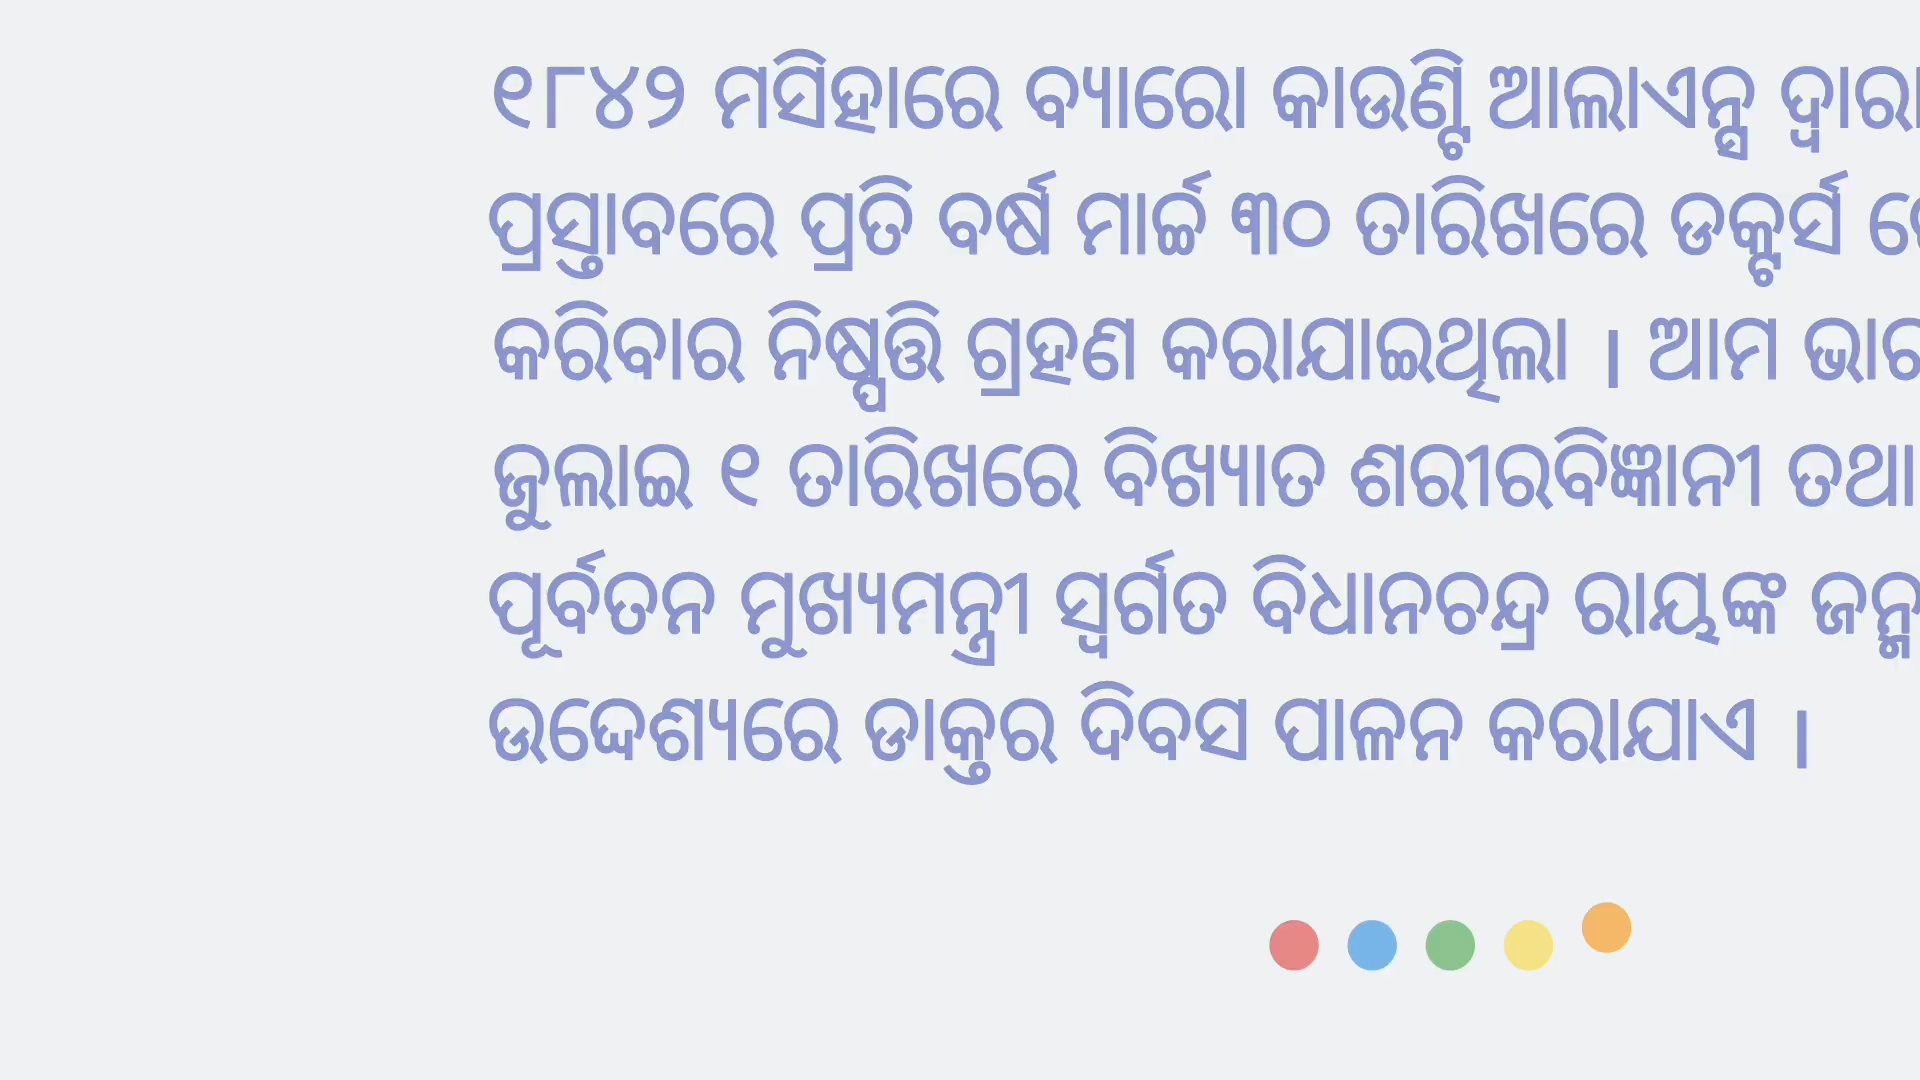 ୧୮୪୨ ମସିହାରେ ବ୍ୟାରୋ କାଉଣ୍ଟି ଆଲାଏନ୍ସ ଦ୍ୱାରା
ପ୍ରସ୍ତାବରେ ପ୍ରତି ବର୍ଷ ମାର୍ଚ୍ଚ ୩୦ ତାରିଖରେ ଡକ୍ଟର୍ସ
କରିବାର ନିଷ୍ପତ୍ତି ଗ୍ରହଣ କରାଯାଇଥିଲା | ଆମ
ଜୁଲାଇ ୧ ତାରିଖରେ ବିଖ୍ୟାତ ଶରୀରବିଜ୍ଞାନୀ ତଥା
ପୂର୍ବତନ ମୁଖ୍ୟମନ୍ତ୍ରୀ ସ୍ୱର୍ଗତ ବିଧାନଚନ୍ଦ୍ର ରାୟଙ୍କ
ଉଦ୍ଦେଶ୍ୟରେ ଡାକ୍ତର ଦିବସ ପାଳନ କରାଯାଏ |